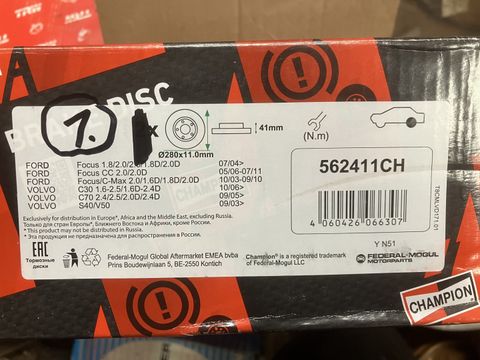 TRW
BRAKE DISC
1.
x
41mm
(N.m)
Ø280x11.0mm
FORD Focus 1.8/2.0/2.0/1.8D/2.0D 07/04>
FORD Focus CC 2.0/2.0D 05/06-07/11
FORD Focus/C-Max 2.0/1.6D/1.8D/2.0D 10/03-09/10
VOLVO C30 1.6-2.5/1.6D-2.4D 10/06>
VOLVO C70 2.4/2.5/2.0D/2.4D 09/05>
VOLVO S40/V50 09/03>
562411CH
4 060426 066307
TBCMLVG17.01
Exclusively for distribution in Europe*, Africa and the Middle East, excluding Russia.
Только для стран Европы*, Ближнего Востока и Африки, кроме России.
* This product may not be distributed in Russia.
* Эта продукция не предназначена для распространения в России.
EAC
Тормозные диски
Federal-Mogul Global Aftermarket EMEA bvba
Prins Boudewijnlaan 5, BE-2550 Kontich
Champion® is a registered trademark
of Federal-Mogul LLC
Y N51
FEDERAL-MOGUL
MOTORPARTS
CHAMPION